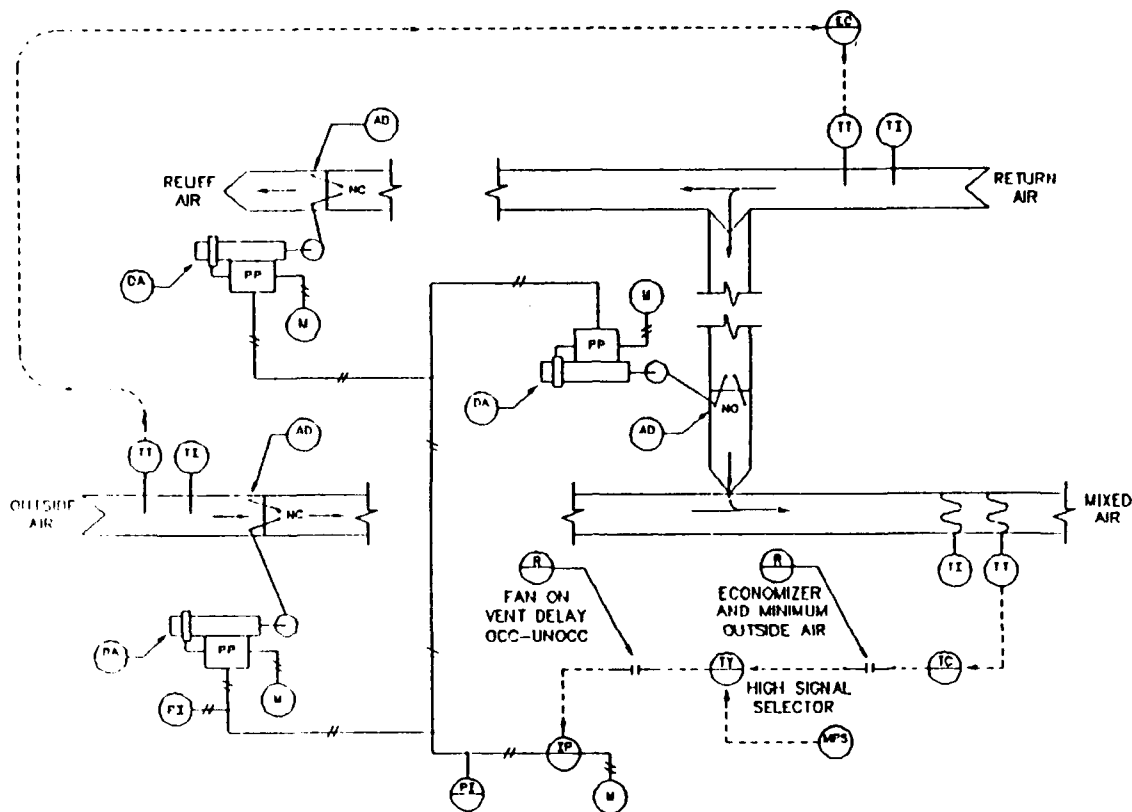 EC
TT
TI
AD
RELIEF
AIR
NC
RETURN
AIR
DA
PP
M
M
PP
DA
NO
AD
TT
TI
AD
OUTSIDE
AIR
NC
MIXED
AIR
TI
TT
R
FAN ON
VENT DELAY
OCC-UNOCC
R
ECONOMIZER
AND MINIMUM
OUTSIDE AIR
DA
PP
M
PI
TY
TC
HIGH SIGNAL
SELECTOR
MPS
IP
PI
M